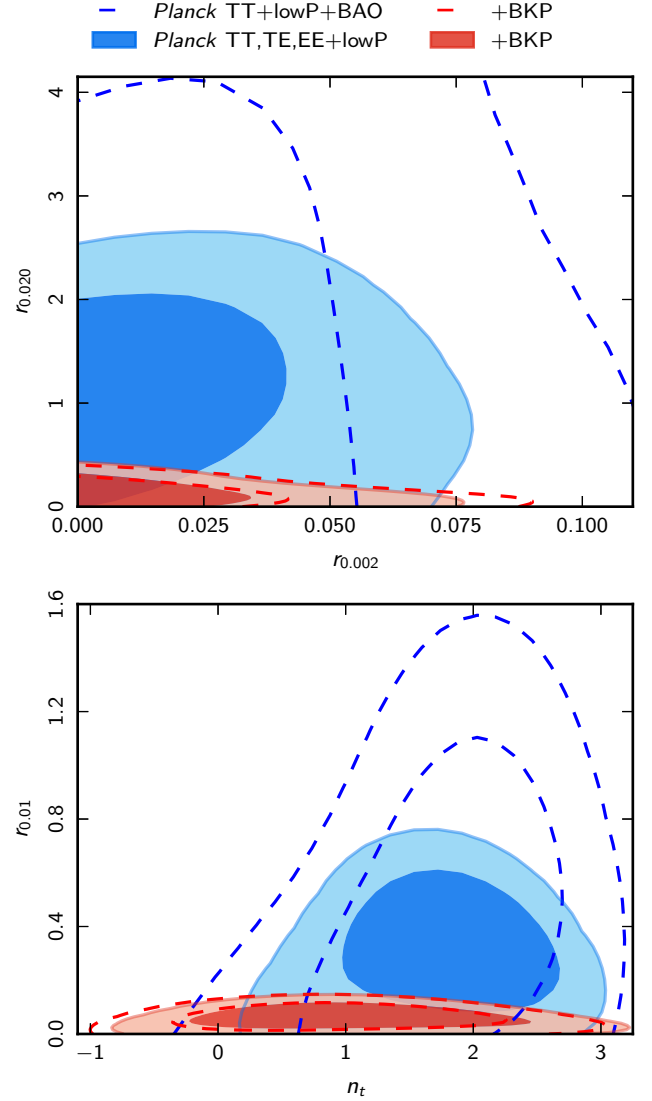 Planck TT+lowP+BAO +BKP
Planck TT,TE,EE+lowP +BKP
4
3
2
1
0
r0.020
0.000 0.025 0.050 0.075 0.100
r0.002
1.6
1.2
0.8
0.4
0.0
r0.01
−1 0 1 2 3
nt